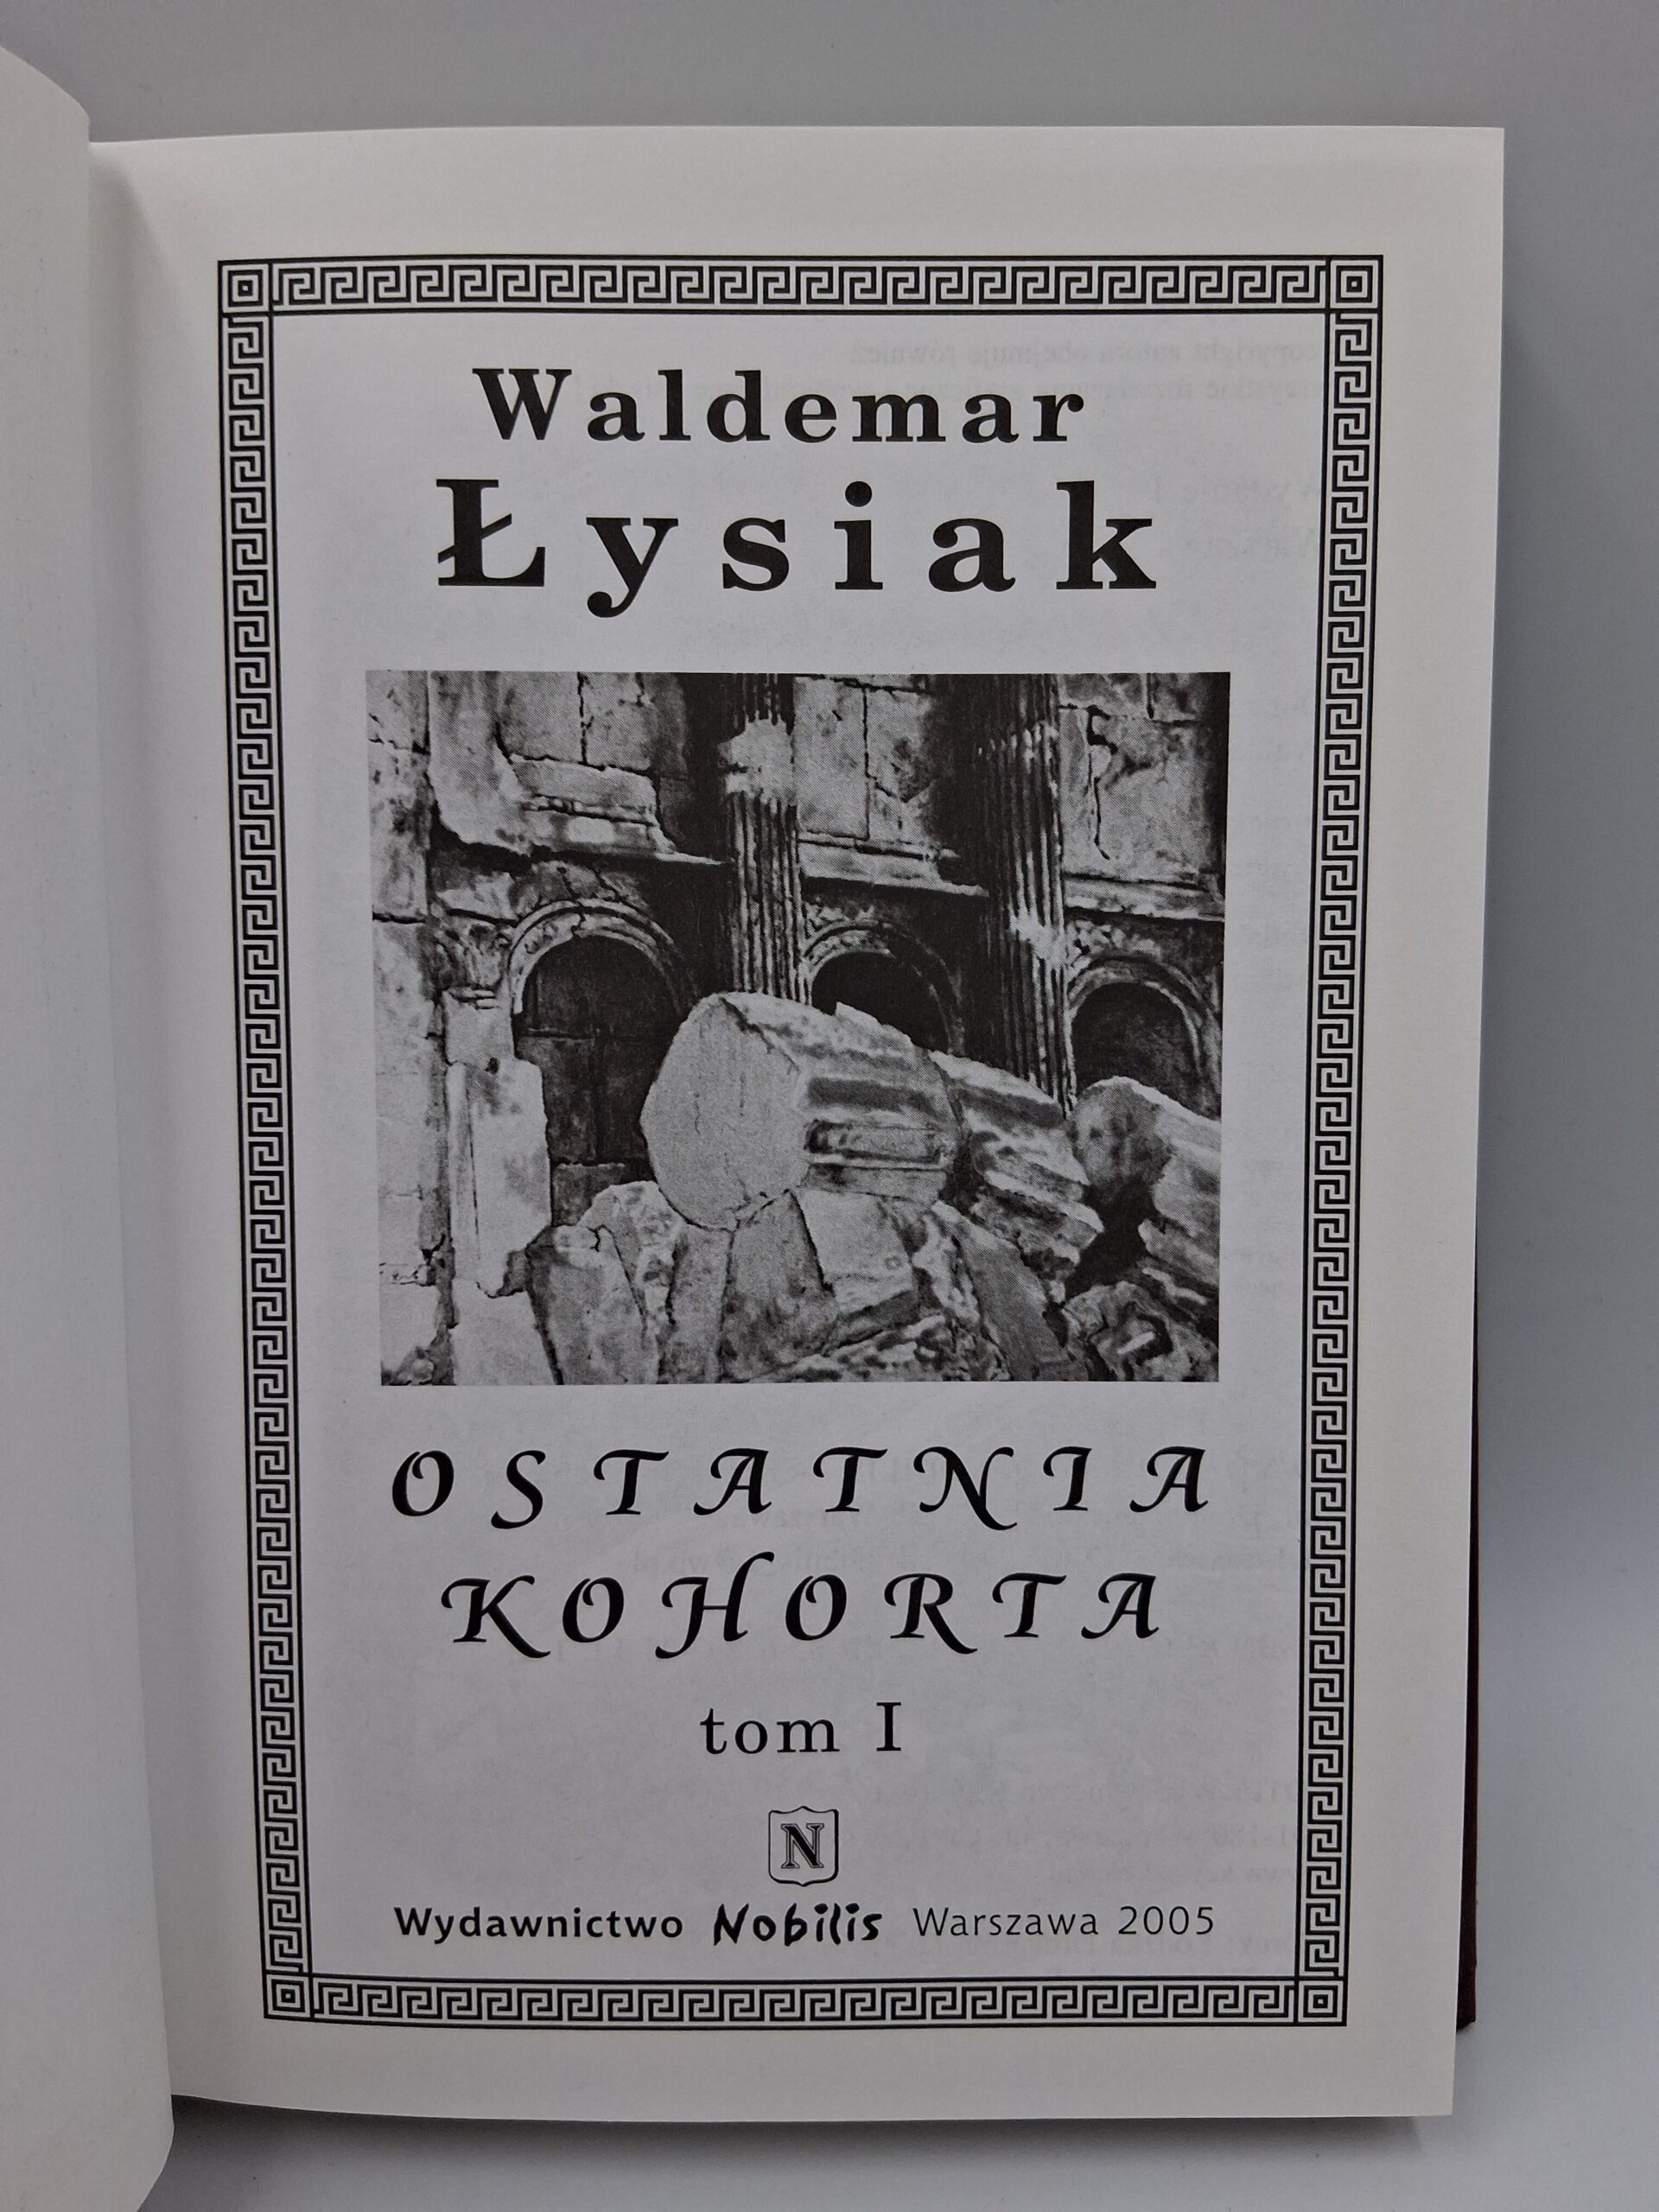 Waldemar
Łysiak
OSTATNIA
KOHORTA
tom I
N
Wydawnictwo Nobilis Warszawa 2005